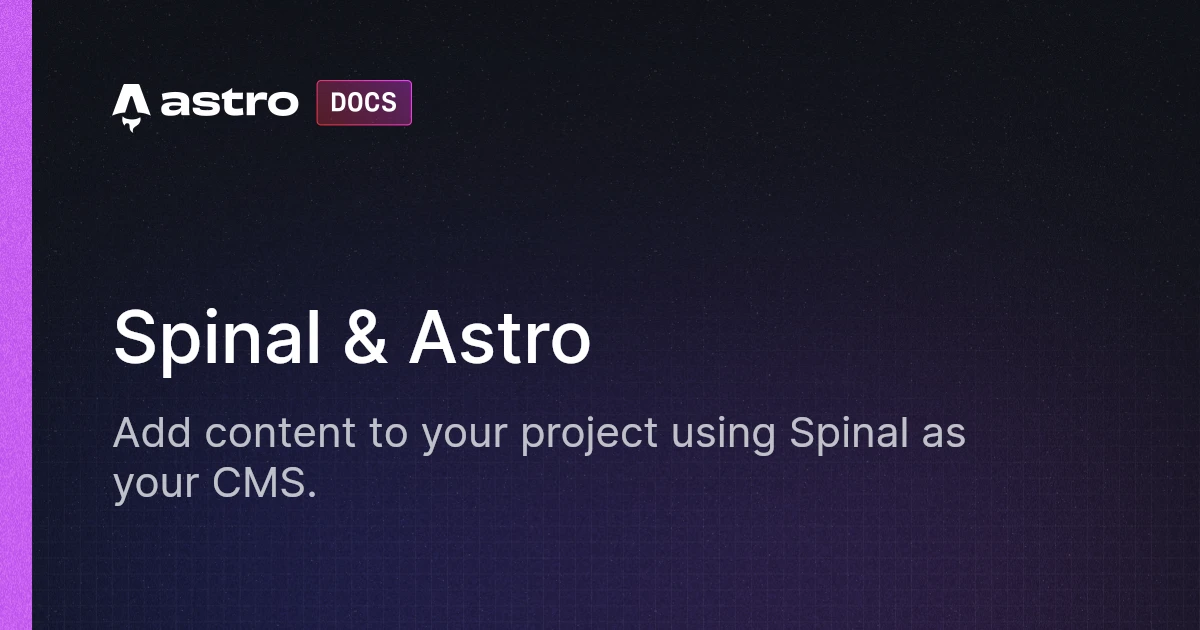 astro DOCS
Spinal & Astro
Add content to your project using Spinal as
your CMS.